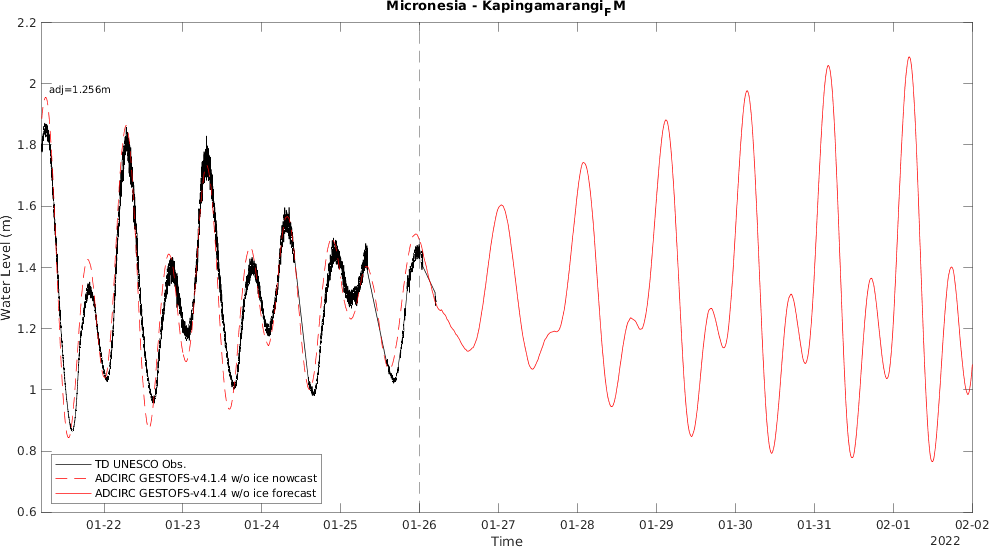 Micronesia - KapingamarangiFM
2.2
2
1.8
1.6
1.4
1.2
1
0.8
0.6
Water Level (m)
adj=1.256m
TD UNESCO Obs.
ADCIRC GESTOFS-v4.1.4 w/o ice nowcast
ADCIRC GESTOFS-v4.1.4 w/o ice forecast
01-22 01-23 01-24 01-25 01-26 01-27 01-28 01-29 01-30 01-31 02-01 02-02
Time
2022